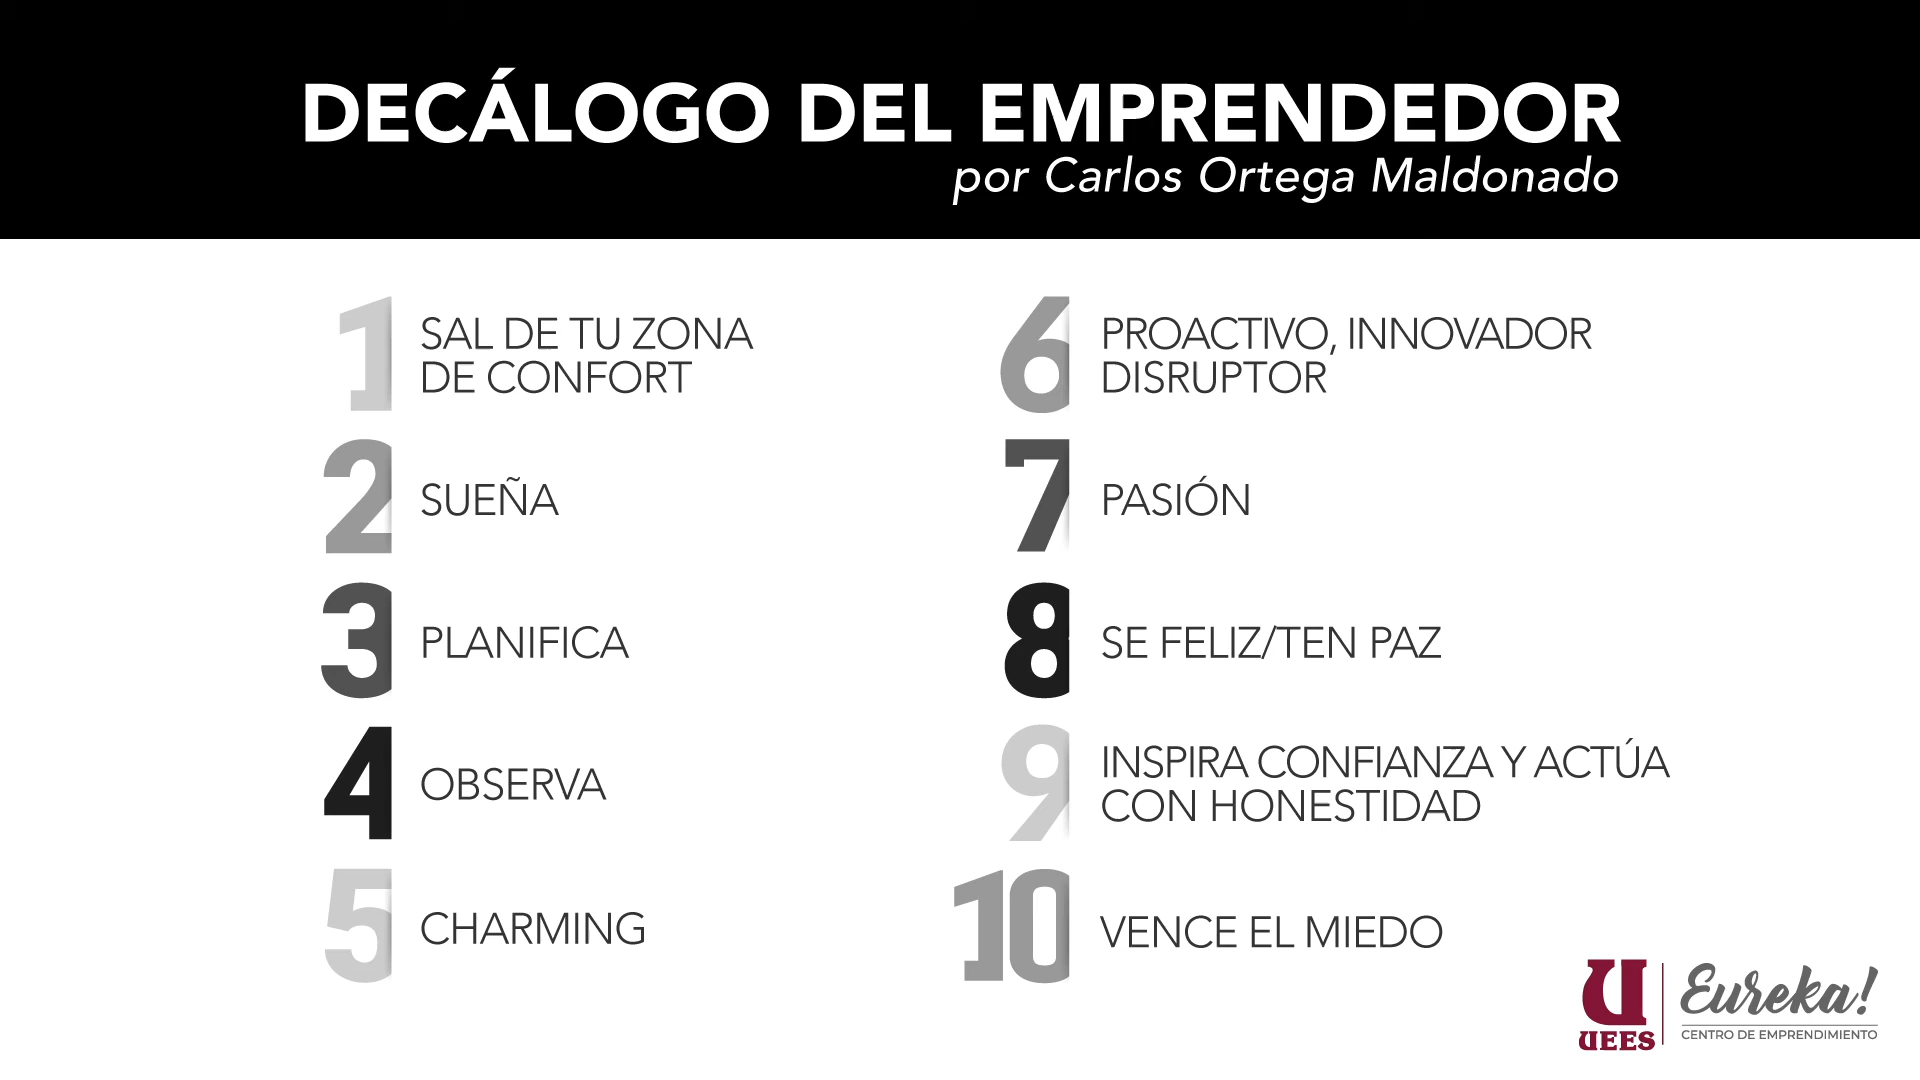 DECÁLOGO DEL EMPRENDEDOR
por Carlos Ortega Maldonado
1 SAL DE TU ZONA
DE CONFORT
2 SUEÑA
3 PLANIFICA
4 OBSERVA
5 CHARMING
6 PROACTIVO, INNOVADOR
DISRUPTOR
7 PASIÓN
8 SE FELIZ/TEN PAZ
9 INSPIRA CONFIANZA Y ACTÚA
CON HONESTIDAD
10 VENCE EL MIEDO
U
UEES
Eureka!
CENTRO DE EMPRENDIMIENTO